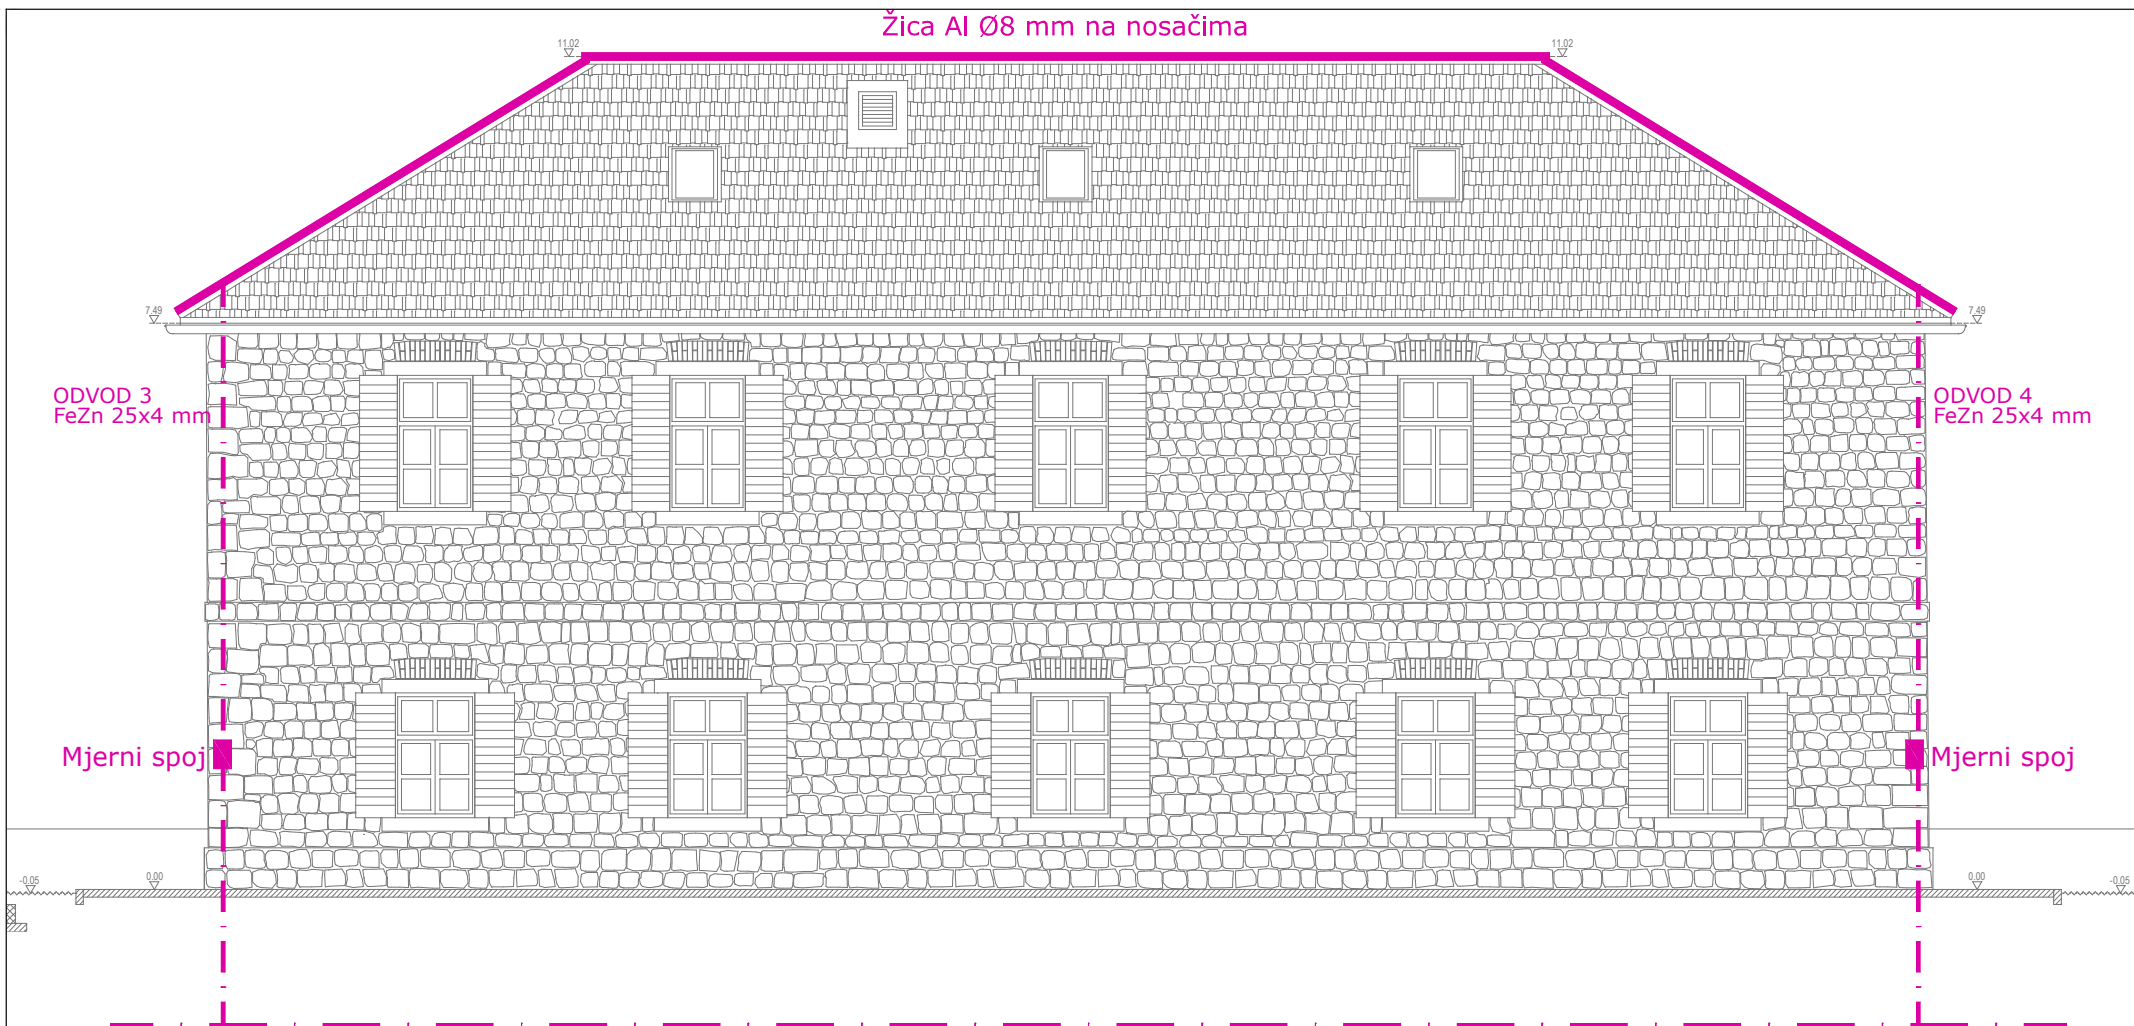 Žica Al Ø8 mm na nosačima
11.02
11.02
7.49
7.49
ODVOD 3
FeZn 25x4 mm
ODVOD 4
FeZn 25x4 mm
Mjerni spoj
Mjerni spoj
-0.05
0.00
0.00
-0.05